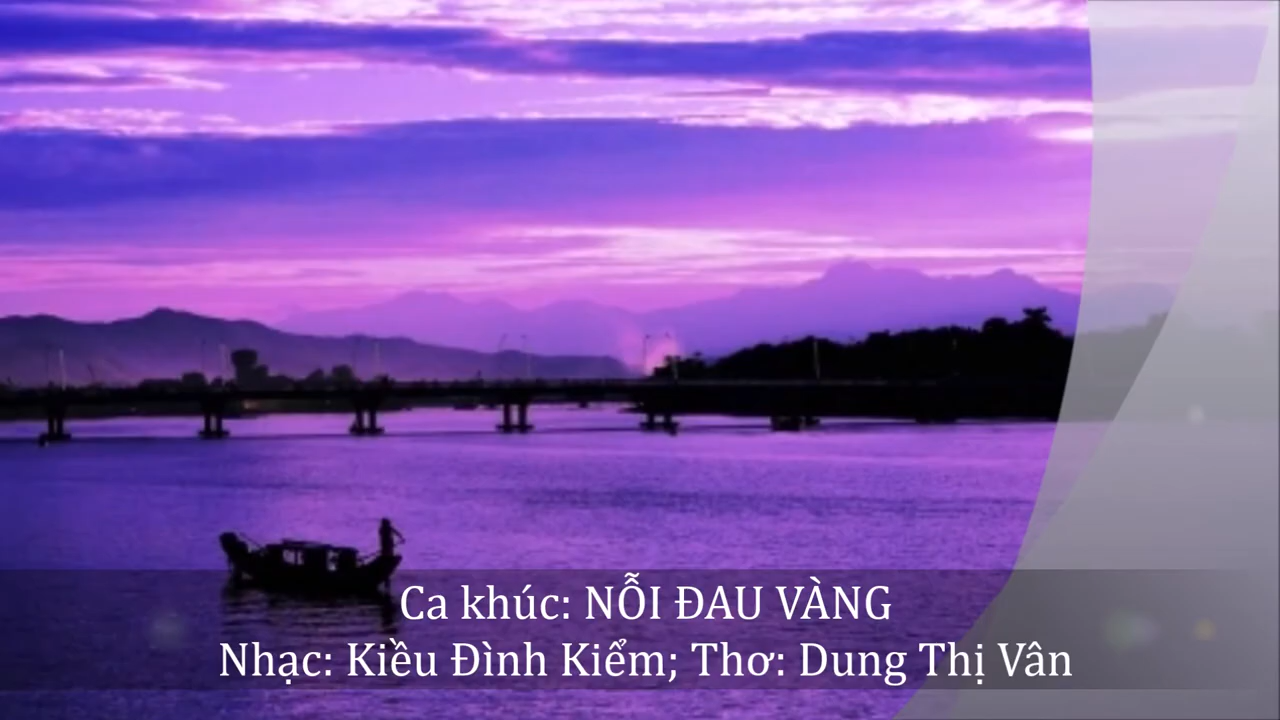 Ca khúc: NỖI ĐAU VÀNG
Nhạc: Kiều Đình Kiểm; Thơ: Dung Thị Vân